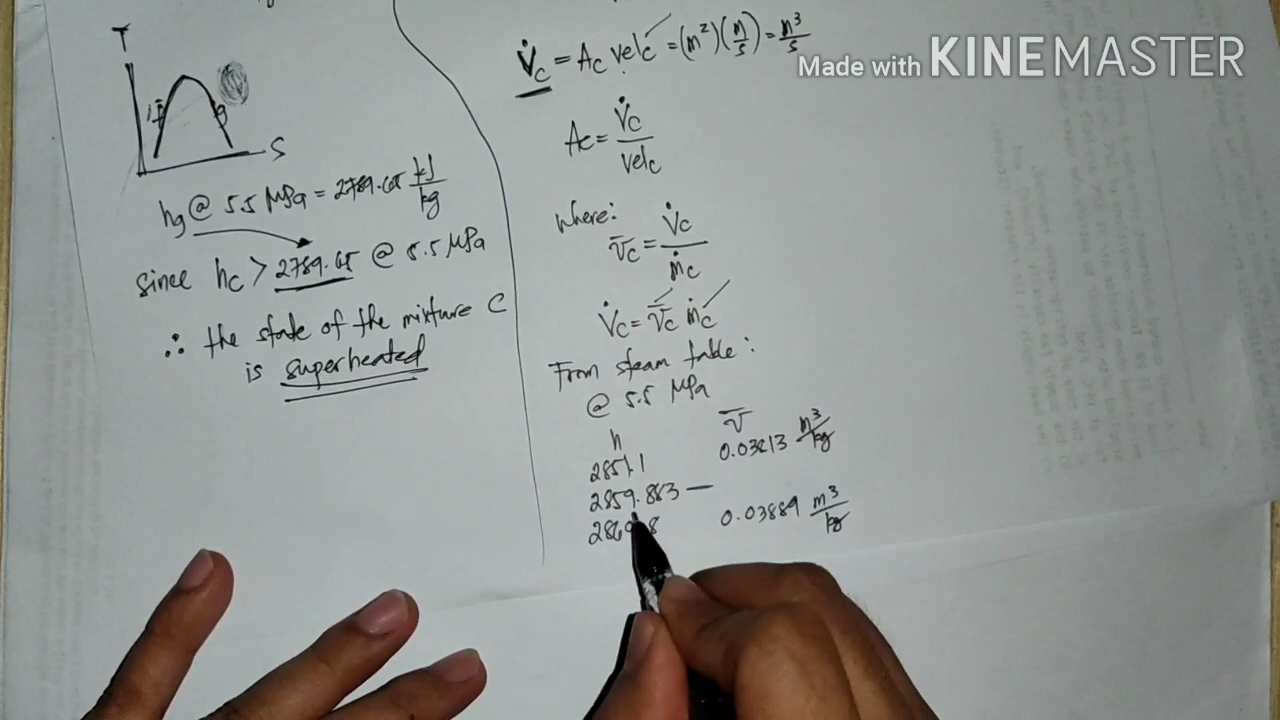 T
S
hg @ 5.5 MPa = 2789.65 kJ/kg
Since hc > 2789.65 @ 5.5 MPa
∴ the state of the mixture C
is superheated
V̇c = Ac velc = (m²)(m/s) = m³/s
Made with KINEMASTER
Ac = V̇c/velc
Where:
v̄c = V̇c/ṁc
V̇c = v̄c ṁc
From steam table:
@ 5.5 MPa
h v̄
2851.1 0.03813 m³/kg
2859.883 —
0.03889 m³/kg